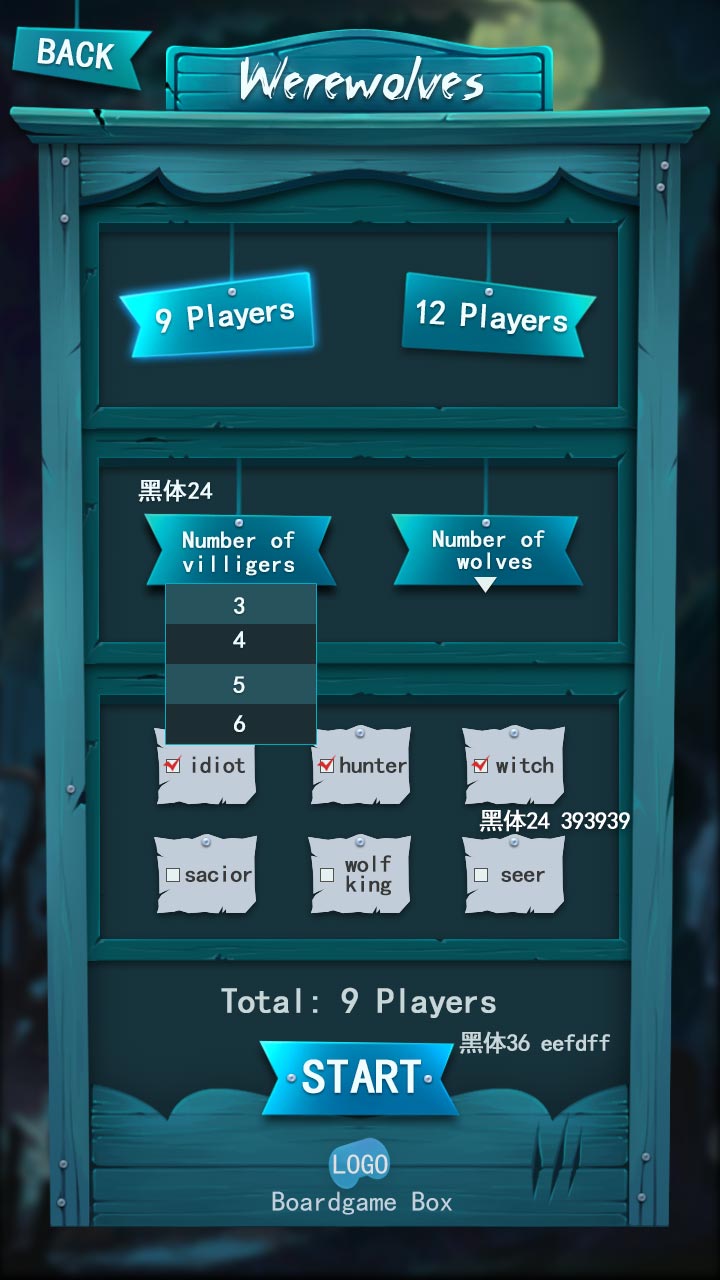 BACK
Werewolves
9 Players
12 Players
黑体24
Number of
villigers
Number of
wolves
3
4
5
6
idiot
hunter
witch
黑体24 393939
sacior
wolf
king
seer
Total: 9 Players
黑体36 eefdff
START
LOGO
Boardgame Box